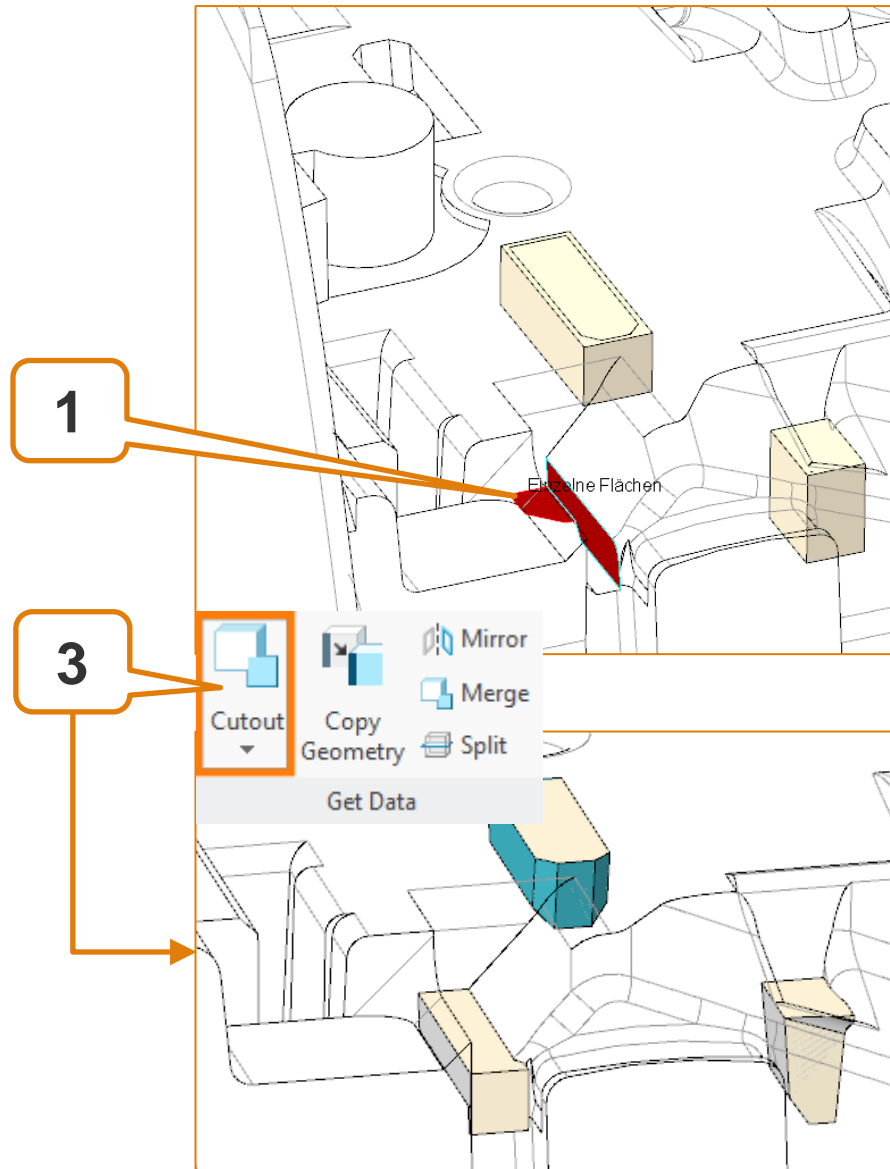 1
Einzelne Flächen
3
Mirror
Merge
Cutout
Copy
Geometry
Split
Get Data